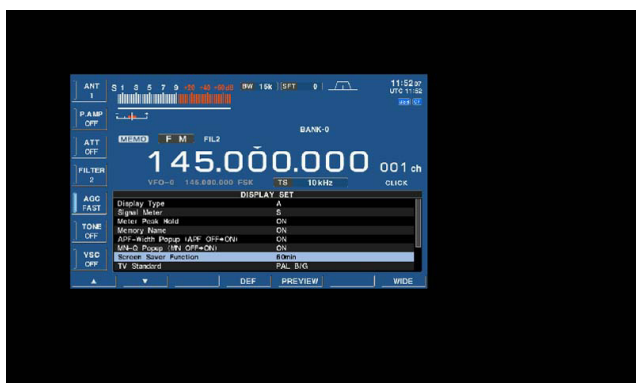 ANT
1
S 1 3 5 7 9 +20 +40 +60dB BW 15k SFT 0
11:52
UTC 11:52
P.AMP
OFF
BANK-0
MEMO F M FIL2
ATT
OFF
145.000.000 001 ch
FILTER
2
VFO-0 145.000.000 FSK TS 10kHz CLICK
AGC
FAST
DISPLAY SET
Display Type A
Signal Meter S
Meter Peak Hold ON
Memory Name ON
TONE
OFF
APF-Width Popup (APF OFF→ON) ON
MN-Q Popup (MN OFF→ON) ON
VSC
OFF
Screen Saver Function 60min
TV Standard PAL B/G
▲ ▼ DEF PREVIEW WIDE